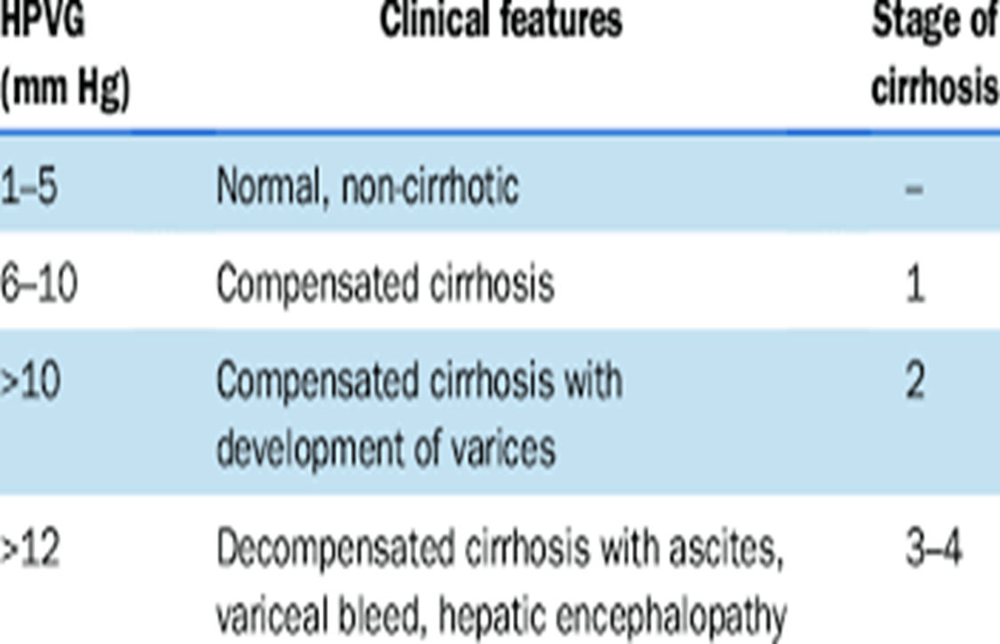 HPVG Clinical features Stage of
(mm Hg) cirrhosis
1–5 Normal, non-cirrhotic –
6–10 Compensated cirrhosis 1
>10 Compensated cirrhosis with 2
development of varices
>12 Decompensated cirrhosis with ascites, 3–4
variceal bleed, hepatic encephalopathy